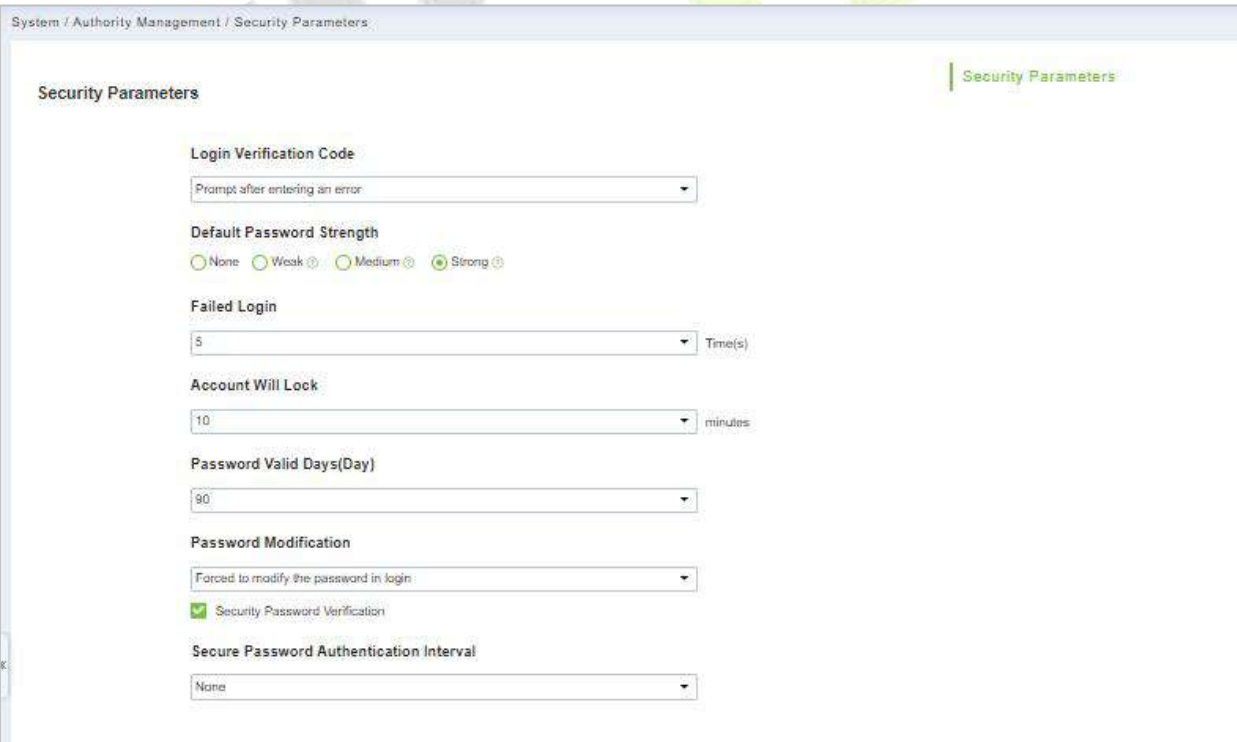 System / Authority Management / Security Parameters
Security Parameters
Security Parameters
Login Verification Code
Prompt after entering an error
Default Password Strength
None Weak ? Medium ? Strong ?
Failed Login
5 Time(s)
Account Will Lock
10 minutes
Password Valid Days(Day)
90
Password Modification
Forced to modify the password in login
Security Password Verification
Secure Password Authentication Interval
None